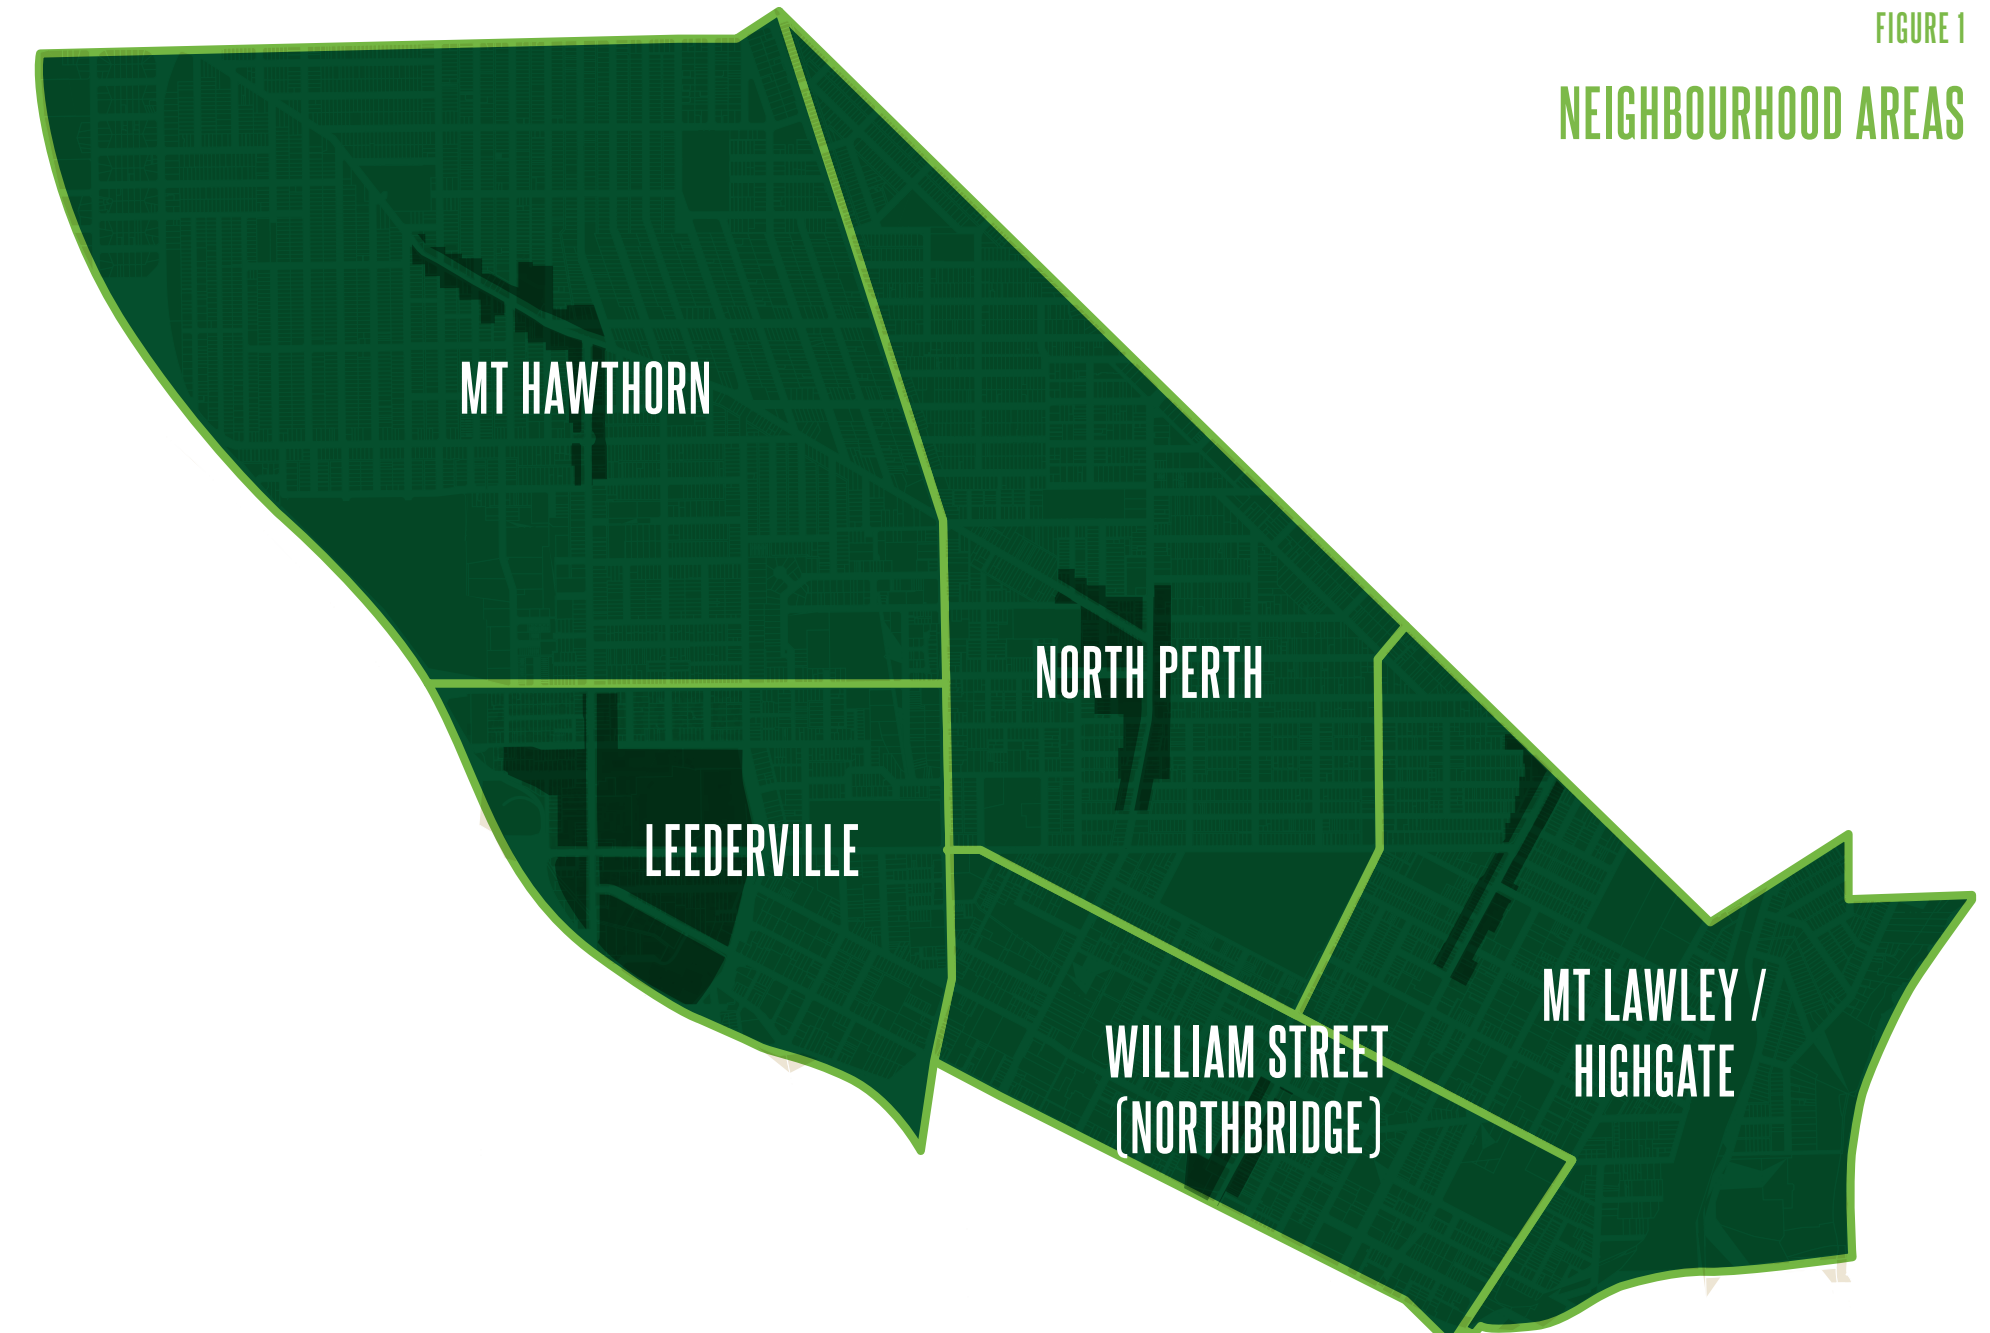 FIGURE 1
NEIGHBOURHOOD AREAS
MT HAWTHORN
NORTH PERTH
LEEDERVILLE
MT LAWLEY /
HIGHGATE
WILLIAM STREET
(NORTHBRIDGE)